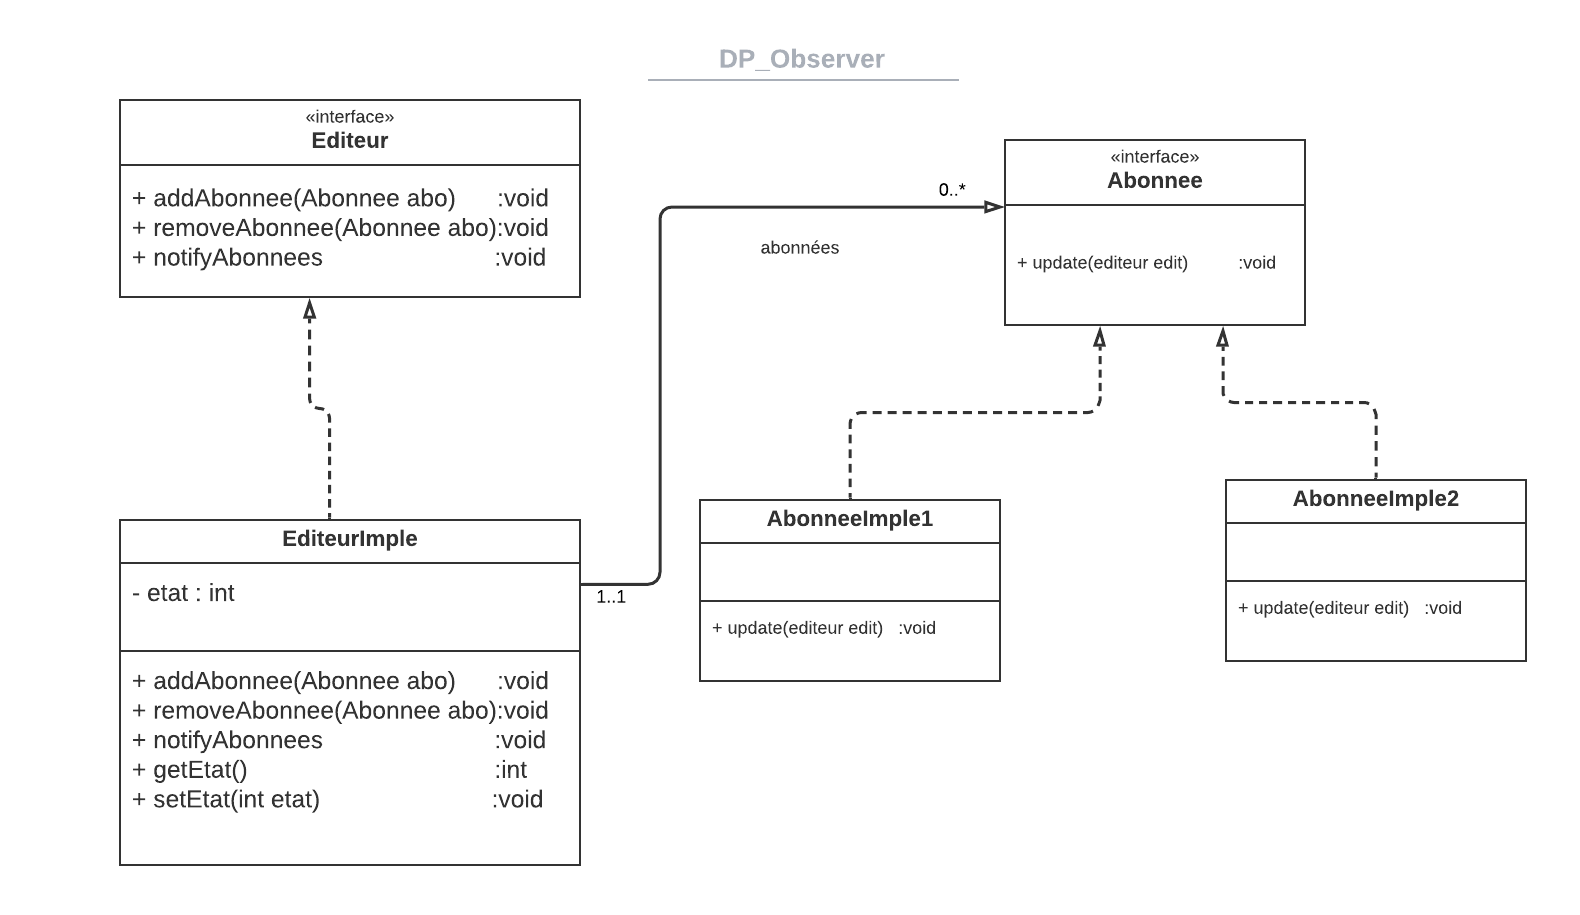 DP_Observer
«interface»
Editeur
+ addAbonnee(Abonnee abo) :void
+ removeAbonnee(Abonnee abo):void
+ notifyAbonnees :void
«interface»
Abonnee
+ update(editeur edit) :void
0..*
abonnées
1..1
EditeurImple
- etat : int
+ addAbonnee(Abonnee abo) :void
+ removeAbonnee(Abonnee abo):void
+ notifyAbonnees :void
+ getEtat() :int
+ setEtat(int etat) :void
AbonneeImple1
+ update(editeur edit) :void
AbonneeImple2
+ update(editeur edit) :void